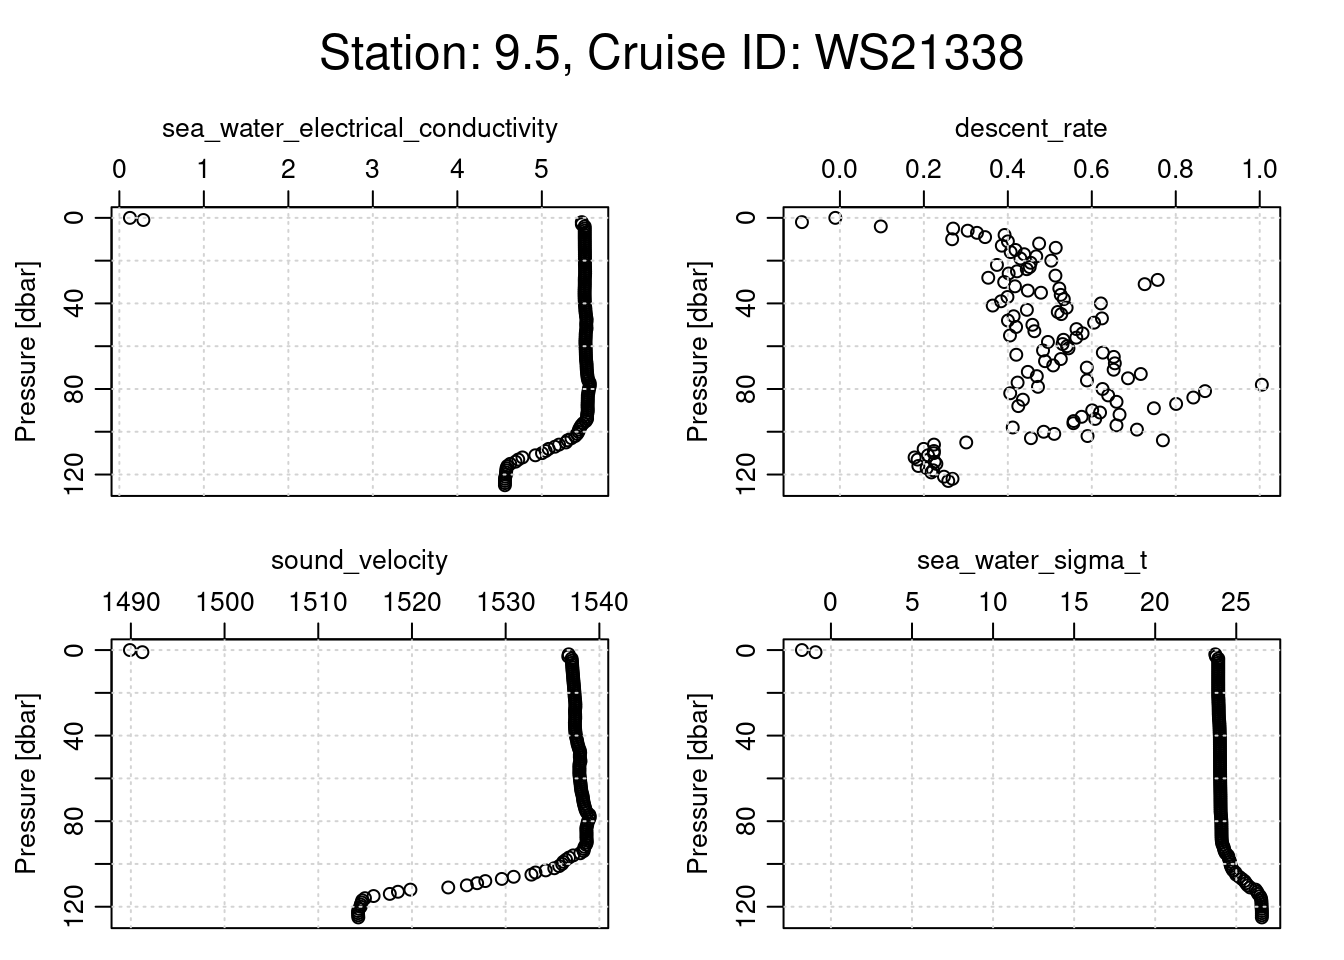 Station: 9.5, Cruise ID: WS21338
sea_water_electrical_conductivity
0 1 2 3 4 5
Pressure [dbar]
0 40 80 120
descent_rate
0.0 0.2 0.4 0.6 0.8 1.0
Pressure [dbar]
0 40 80 120
sound_velocity
1490 1500 1510 1520 1530 1540
Pressure [dbar]
0 40 80 120
sea_water_sigma_t
0 5 10 15 20 25
Pressure [dbar]
0 40 80 120